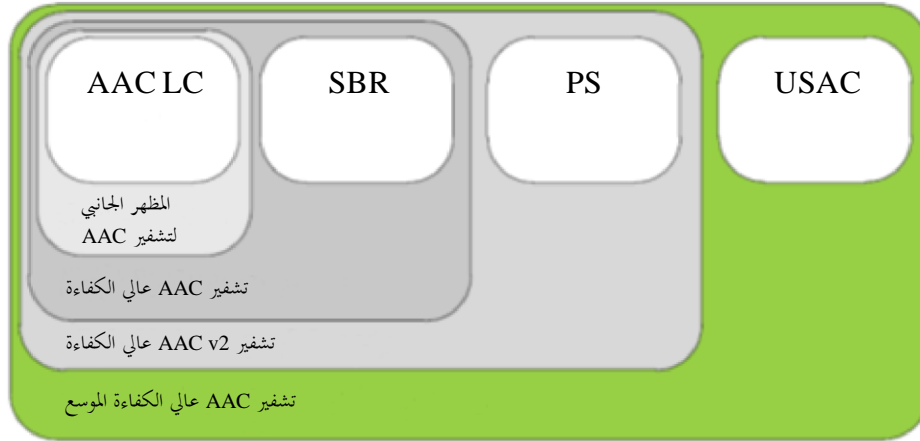 AAC LC
SBR
PS
USAC
المظهر الجانبي
لتشفير AAC
تشفير AAC عالي الكفاءة
تشفير AAC v2 عالي الكفاءة
تشفير AAC عالي الكفاءة الموسع